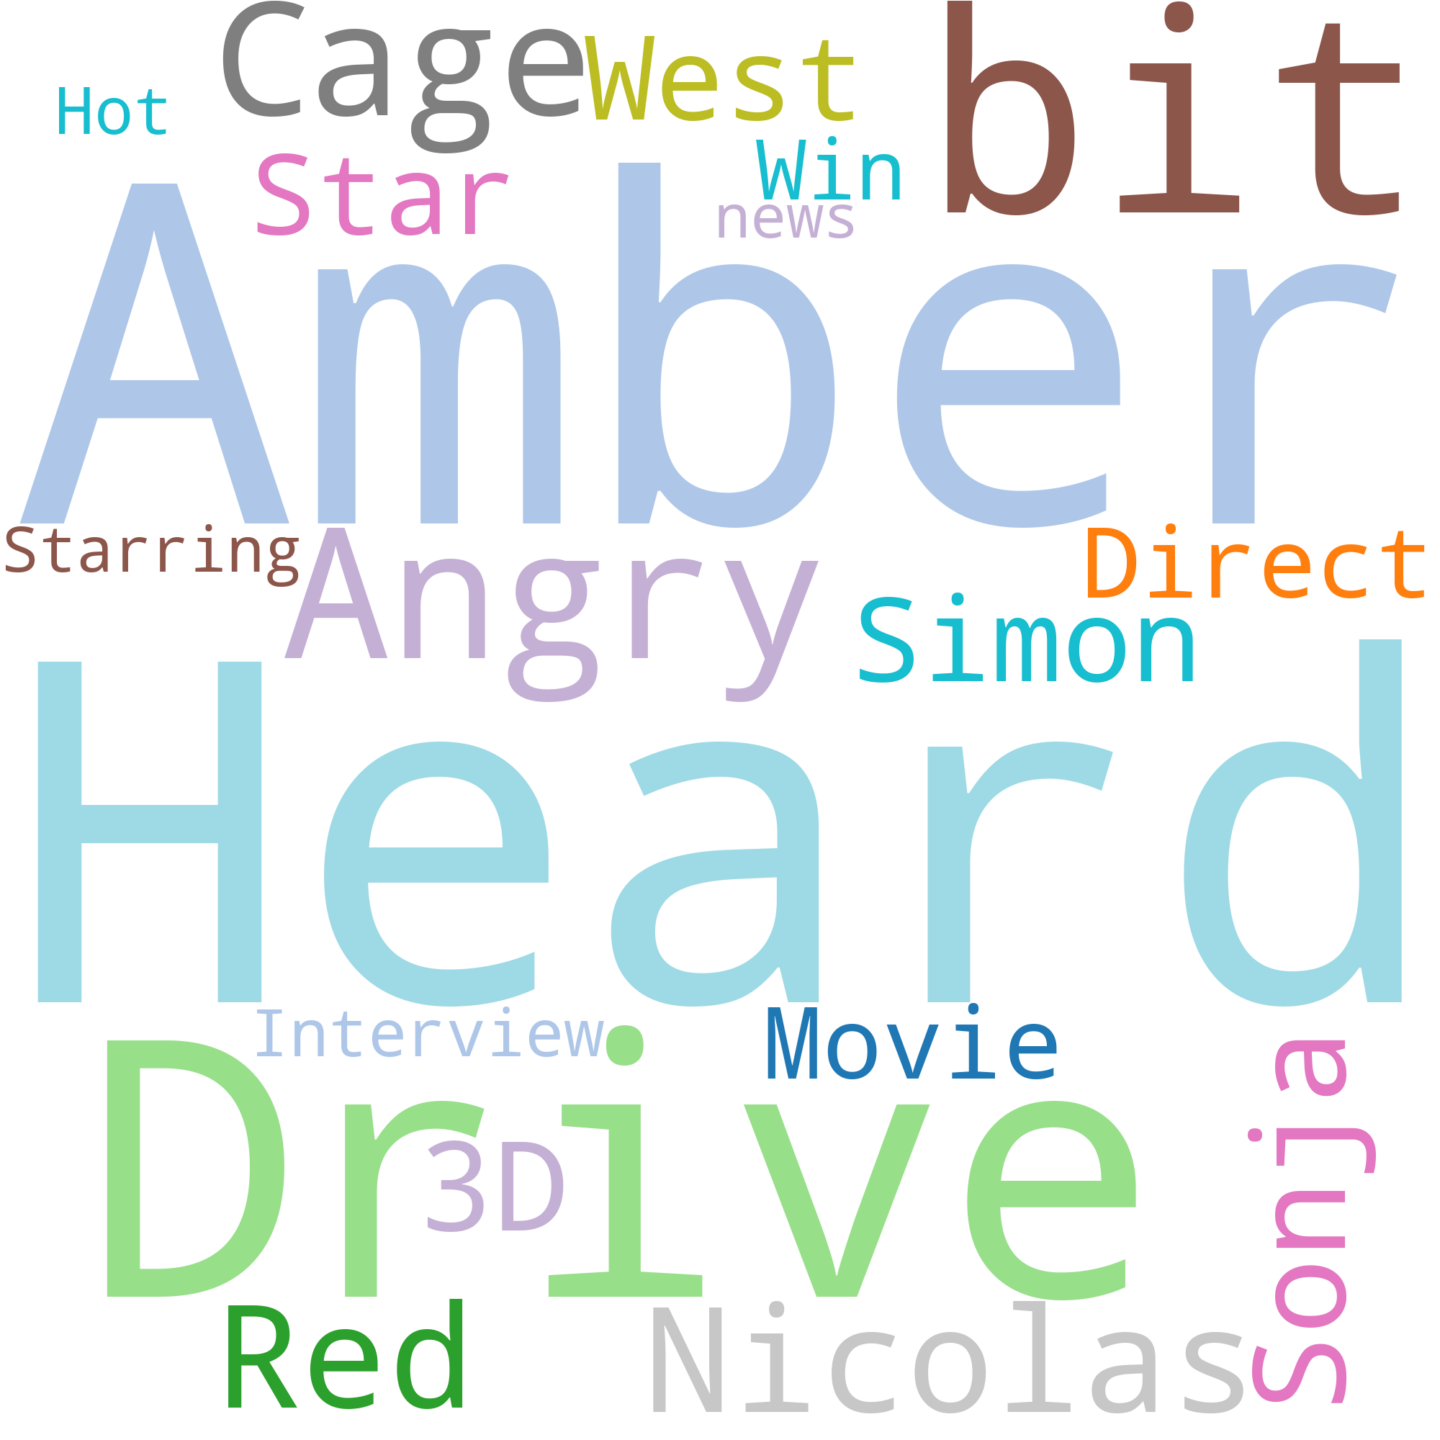 Cage
West
bit
Hot
Star
Win
news
Amber
Starring
Angry
Direct
Simon
Heard
Interview
Movie
Drive
3D
Sonja
Red
Nicolas